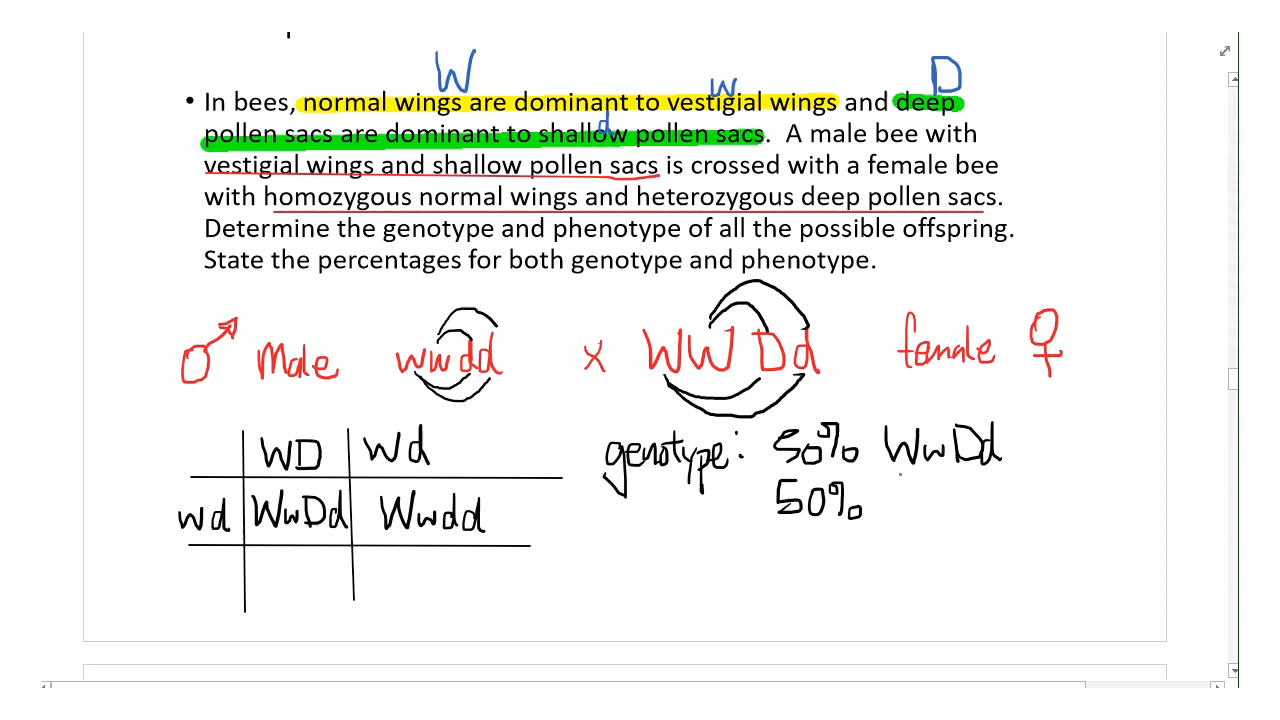 W w D
• In bees, normal wings are dominant to vestigial wings and deep
d
pollen sacs are dominant to shallow pollen sacs. A male bee with
vestigial wings and shallow pollen sacs is crossed with a female bee
with homozygous normal wings and heterozygous deep pollen sacs.
Determine the genotype and phenotype of all the possible offspring.
State the percentages for both genotype and phenotype.
♂ Male wwdd x WWDd female ♀
WD Wd
wd WwDd Wwdd
genotype: 50% WwDd
50%